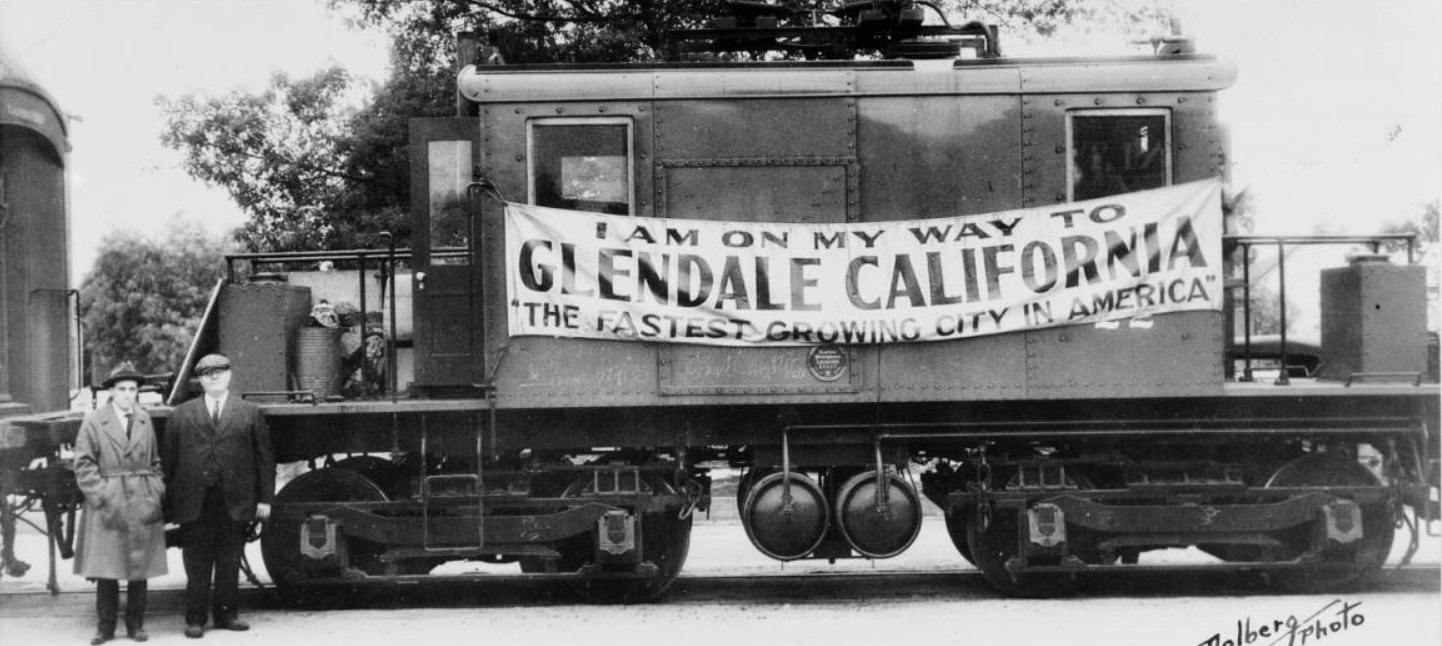 I AM ON MY WAY TO
GLENDALE CALIFORNIA
"THE FASTEST GROWING CITY IN AMERICA"
22
photo